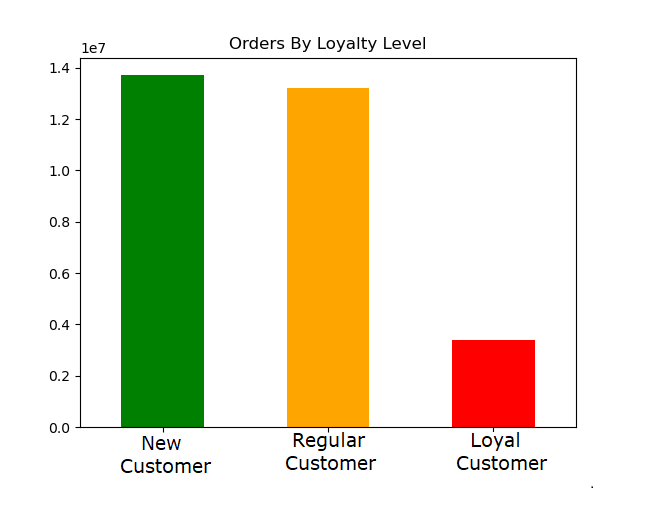 Orders By Loyalty Level
1e7
1.4
1.2
1.0
0.8
0.6
0.4
0.2
0.0
New
Customer
Regular
Customer
Loyal
Customer
.